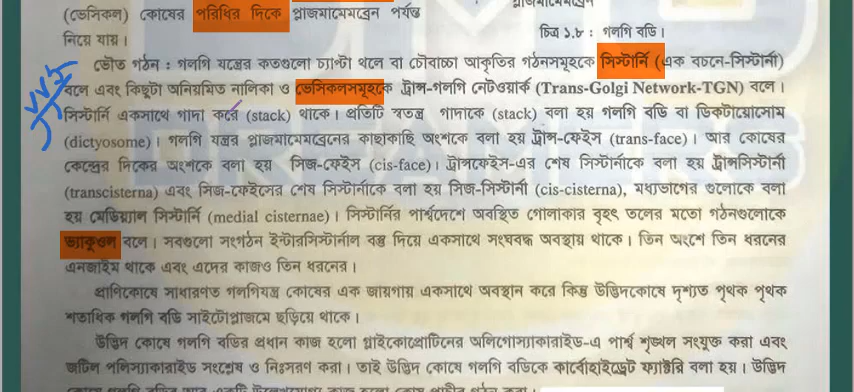 (ভেসিকল) কোষের পরিধির দিকে প্লাজমামেমব্রেন পর্যন্ত
নিয়ে যায়।
চিত্র ১.৮ : গলগি বডি।
ভৌত গঠন : গলগি যন্ত্রের কতগুলো চ্যাপ্টা থলে বা চৌবাচ্চা আকৃতির গঠনসমূহকে সিস্টার্নি (এক বচনে-সিস্টার্না)
বলে এবং কিছুটা অনিয়মিত নালিকা ও ভেসিকলসমূহকে ট্রান্স-গলগি নেটওয়ার্ক (Trans-Golgi Network-TGN) বলে।
সিস্টার্নি একসাথে গাদা করে (stack) থাকে। প্রতিটি স্বতন্ত্র গাদাকে (stack) বলা হয় গলগি বডি বা ডিকটায়োসোম
(dictyosome)। গলগি যন্ত্রের প্লাজমামেমব্রেনের কাছাকাছি অংশকে বলা হয় ট্রান্স-ফেইস (trans-face)। আর কোষের
কেন্দ্রের দিকের অংশকে বলা হয় সিজ-ফেইস (cis-face)। ট্রান্সফেইস-এর শেষ সিস্টার্নাকে বলা হয় ট্রান্সসিস্টার্না
(transcisterna) এবং সিজ-ফেইসের শেষ সিস্টার্নাকে বলা হয় সিজ-সিস্টার্না (cis-cisterna), মধ্যভাগের গুলোকে বলা
হয় মেডিয়্যাল সিস্টার্নি (medial cisternae)। সিস্টার্নির পার্শ্বদেশে অবস্থিত গোলাকার বৃহৎ তলের মতো গঠনগুলোকে
ভ্যাকুওল বলে। সবগুলো সংগঠন ইন্টারসিস্টার্নাল বস্তু দিয়ে একসাথে সংঘবদ্ধ অবস্থায় থাকে। তিন অংশে তিন ধরনের
এনজাইম থাকে এবং এদের কাজও তিন ধরনের।
প্রাণিকোষে সাধারণত গলগিযন্ত্র কোষের এক জায়গায় একসাথে অবস্থান করে কিন্তু উদ্ভিদকোষে দৃশ্যত পৃথক পৃথক
শতাধিক গলগি বডি সাইটোপ্লাজমে ছড়িয়ে থাকে।
উদ্ভিদ কোষে গলগি বডির প্রধান কাজ হলো গ্লাইকোপ্রোটিনের অলিগোস্যাকারাইড-এ পার্শ্ব শৃঙ্খল সংযুক্ত করা এবং
জটিল পলিস্যাকারাইড সংশ্লেষ ও নিঃসরণ করা। তাই উদ্ভিদ কোষে গলগি বডিকে কার্বোহাইড্রেট ফ্যাক্টরি বলা হয়। উদ্ভিদ